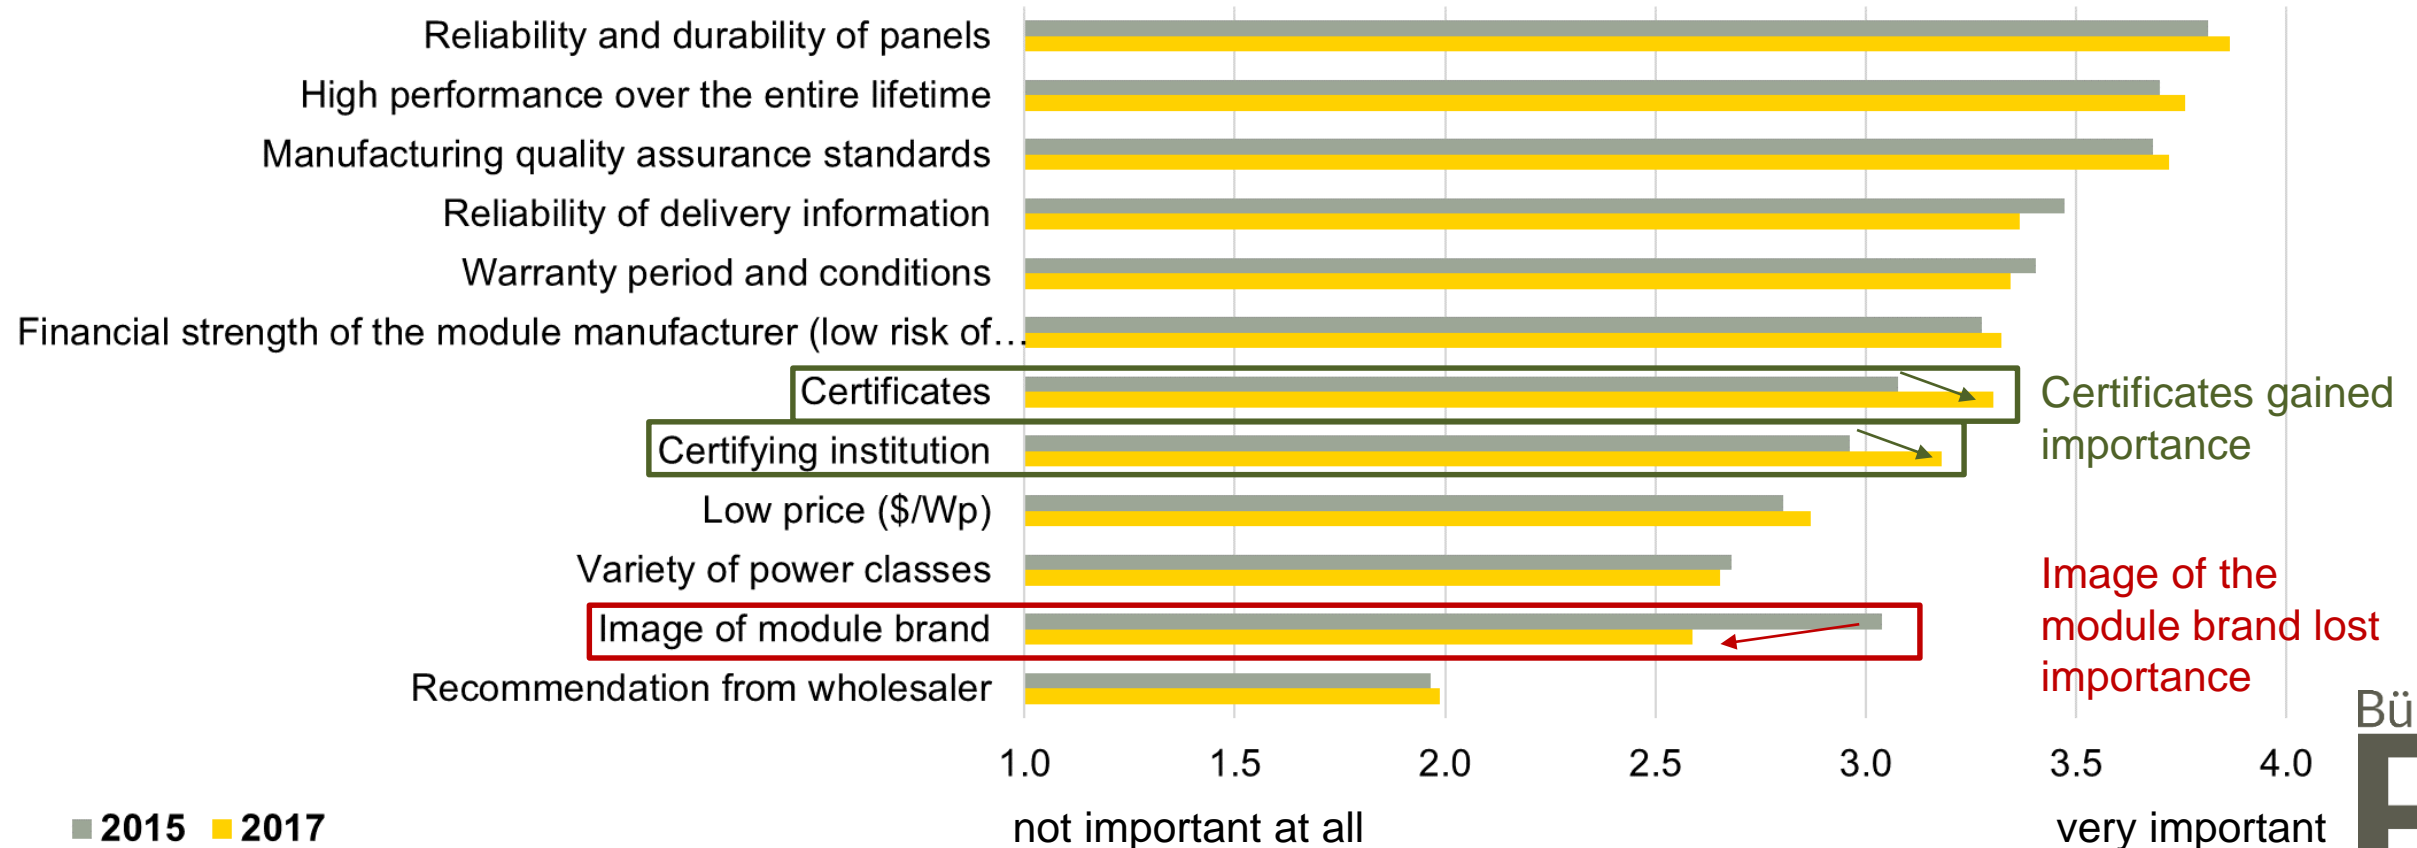 Reliability and durability of panels
High performance over the entire lifetime
Manufacturing quality assurance standards
Reliability of delivery information
Warranty period and conditions
Financial strength of the module manufacturer (low risk of…
Certificates
Certifying institution
Low price ($/Wp)
Variety of power classes
Image of module brand
Recommendation from wholesaler
Certificates gained
importance
Image of the
module brand lost
importance
1.0 1.5 2.0 2.5 3.0 3.5 4.0
2015 2017
not important at all very important